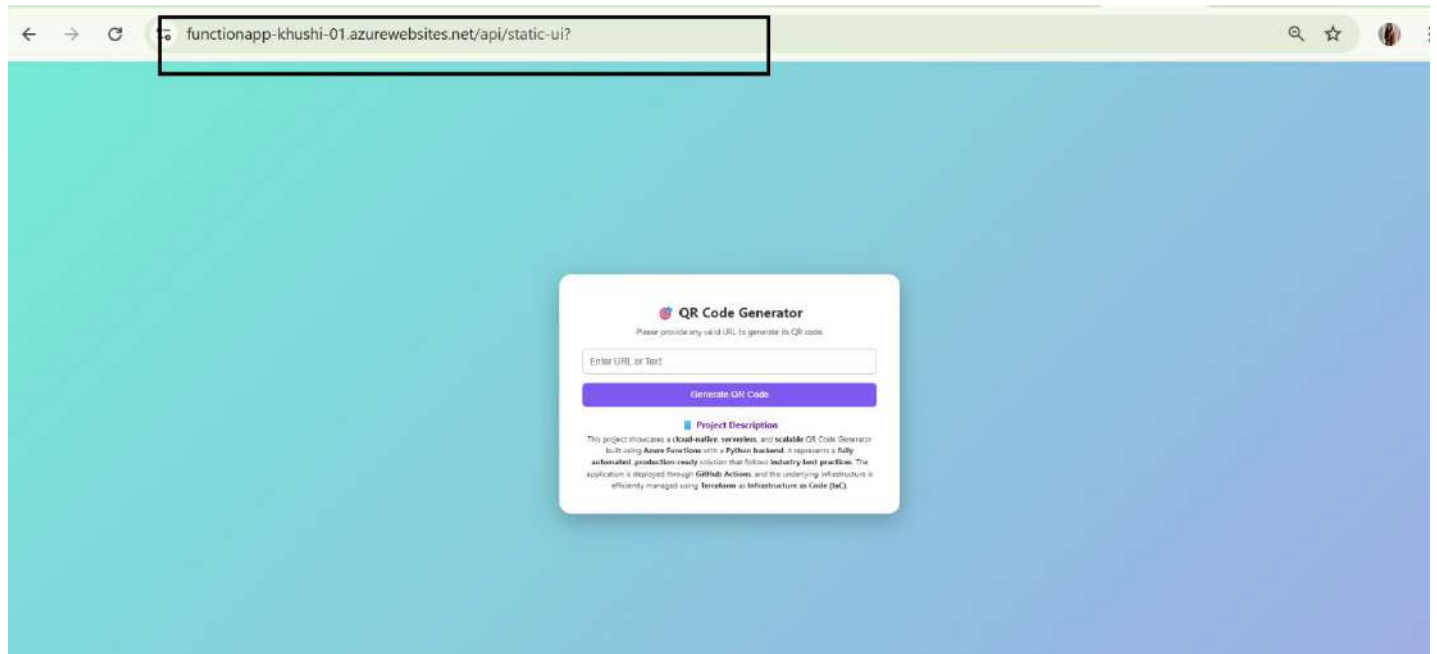 functionapp-khushi-01.azurewebsites.net/api/static-ui?
🎯 QR Code Generator
Please provide any valid URL to generate its QR code.
Enter URL or Text
Generate QR Code
📘 Project Description
This project showcases a cloud-native, serverless, and scalable QR Code Generator
built using Azure Functions with a Python backend. It represents a fully
automated, production-ready solution that follows industry best practices. The
application is deployed through GitHub Actions, and the underlying infrastructure is
efficiently managed using Terraform as Infrastructure as Code (IaC).